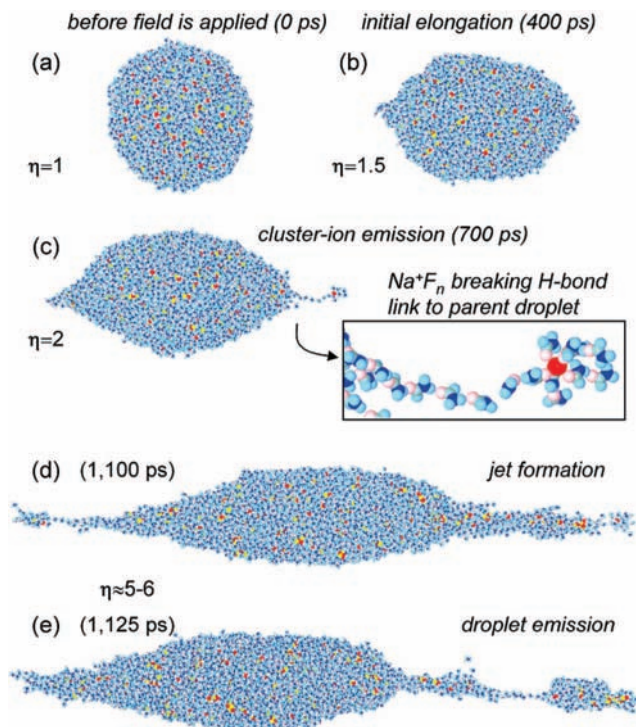 before field is applied (0 ps)
initial elongation (400 ps)
(a)
(b)
η=1
η=1.5
(c)
cluster-ion emission (700 ps)
η=2
Na⁺Fₙ breaking H-bond
link to parent droplet
(d) (1,100 ps)
jet formation
η≈5-6
(e) (1,125 ps)
droplet emission